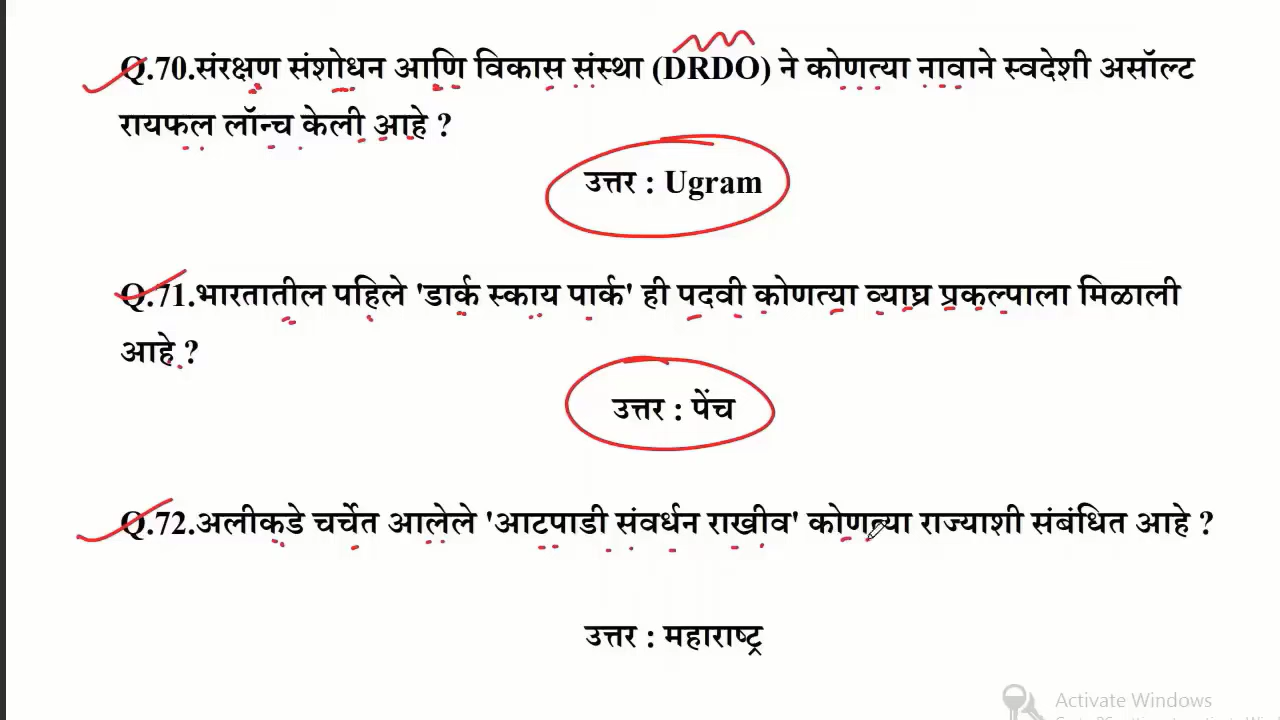 Q.70.संरक्षण संशोधन आणि विकास संस्था (DRDO) ने कोणत्या नावाने स्वदेशी असॉल्ट
रायफल लॉन्च केली आहे ?
उत्तर : Ugram
Q.71.भारतातील पहिले 'डार्क स्काय पार्क' ही पदवी कोणत्या व्याघ्र प्रकल्पाला मिळाली
आहे ?
उत्तर : पेंच
Q.72.अलीकडे चर्चेत आलेले 'आटपाडी संवर्धन राखीव' कोणत्या राज्याशी संबंधित आहे ?
उत्तर : महाराष्ट्र
Activate Windows